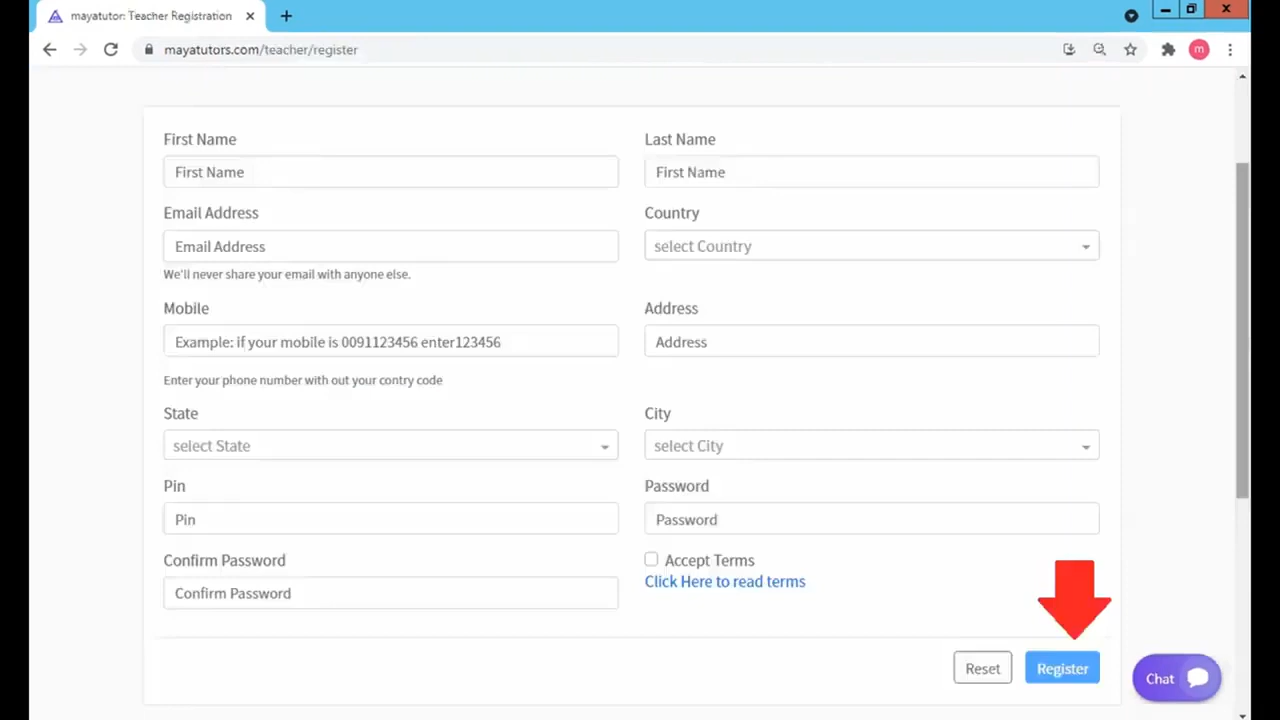 mayatutor: Teacher Registration
mayatutors.com/teacher/register
m
First Name
Last Name
First Name
First Name
Email Address
Country
Email Address
select Country
We'll never share your email with anyone else.
Mobile
Address
Example: if your mobile is 0091123456 enter123456
Address
Enter your phone number with out your contry code
State
City
select State
select City
Pin
Password
Pin
Password
Confirm Password
Accept Terms
Click Here to read terms
Confirm Password
Reset
Register
Chat